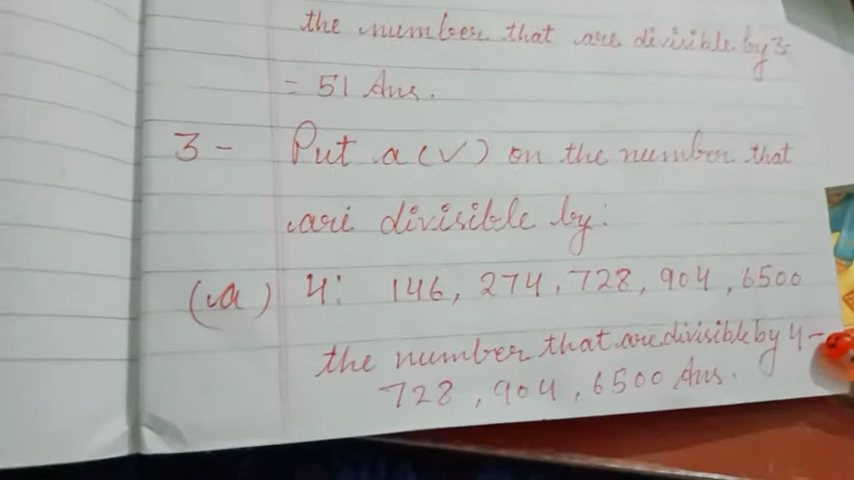 the number that are divisible by 3:
= 51 Ans.
3 - Put a (✓) on the number that
are divisible by:
(a) 4: 146, 274, 728, 904, 6500
the number that are divisible by 4 -
728, 904, 6500 Ans.